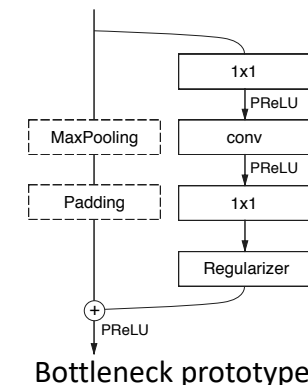 1x1
PReLU
MaxPooling
conv
PReLU
Padding
1x1
Regularizer
+
PReLU
Bottleneck prototype